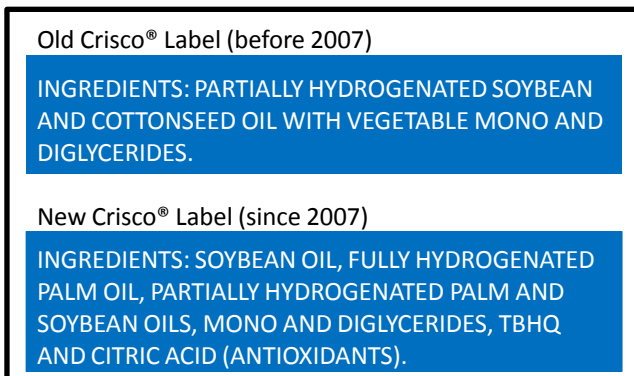 Old Crisco® Label (before 2007)
INGREDIENTS: PARTIALLY HYDROGENATED SOYBEAN
AND COTTONSEED OIL WITH VEGETABLE MONO AND
DIGLYCERIDES.
New Crisco® Label (since 2007)
INGREDIENTS: SOYBEAN OIL, FULLY HYDROGENATED
PALM OIL, PARTIALLY HYDROGENATED PALM AND
SOYBEAN OILS, MONO AND DIGLYCERIDES, TBHQ
AND CITRIC ACID (ANTIOXIDANTS).